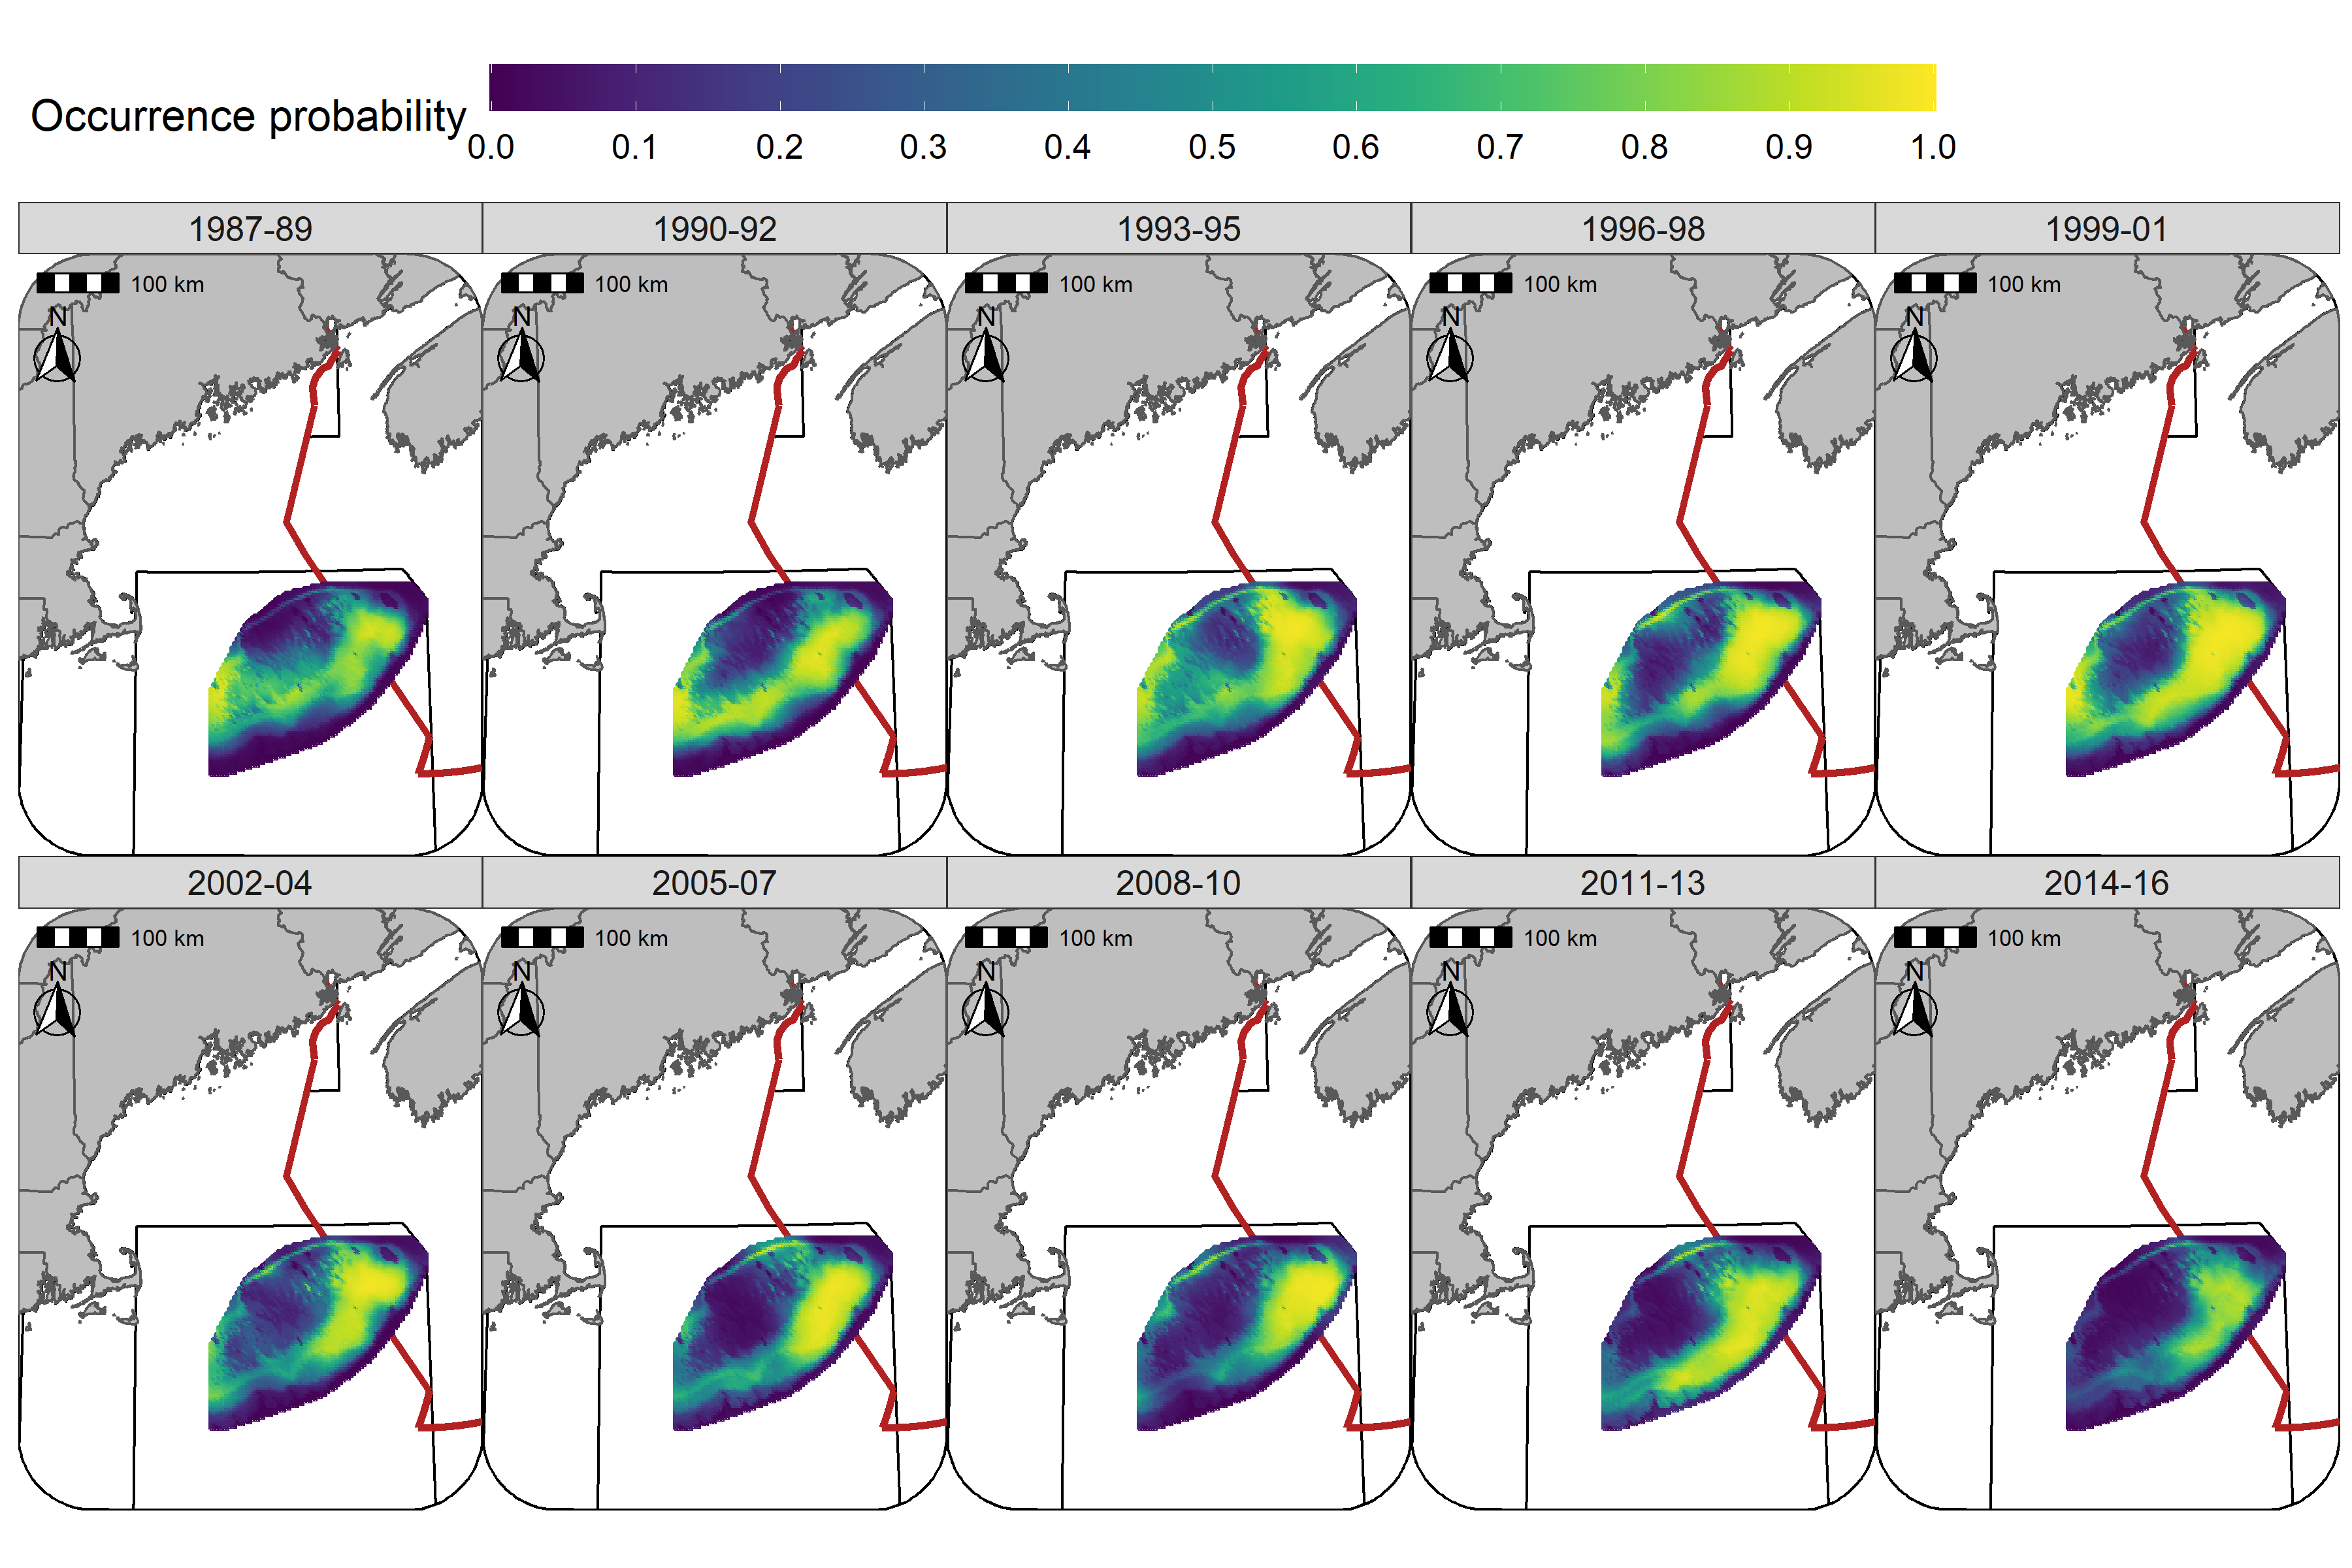 Occurrence probability
0.0 0.1 0.2 0.3 0.4 0.5 0.6 0.7 0.8 0.9 1.0
1987-89 1990-92 1993-95 1996-98 1999-01
100 km 100 km 100 km 100 km 100 km
N N N N N
2002-04 2005-07 2008-10 2011-13 2014-16
100 km 100 km 100 km 100 km 100 km
N N N N N